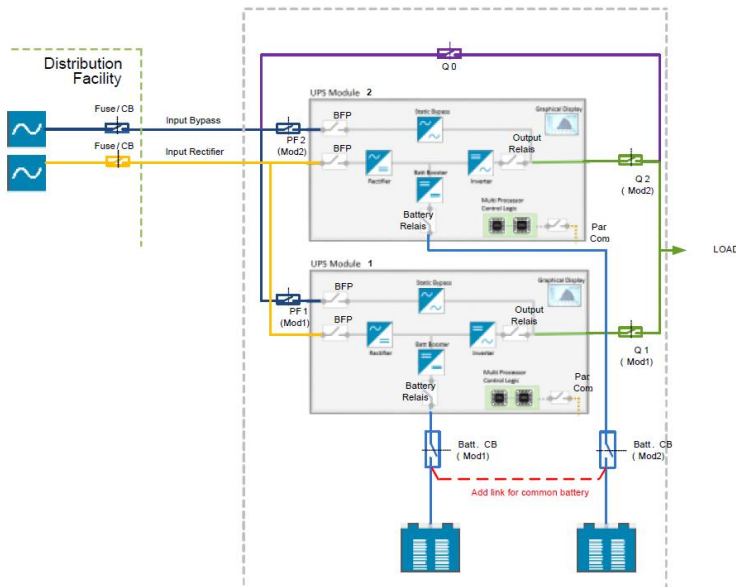 Distribution
Facility
Fuse / CB
Input Bypass
Fuse / CB
Input Rectifier
Q 0
UPS Module 2
PF 2
(Mod2)
BFP
BFP
Static Bypass
Graphical Display
Output
Relais
Rectifier
Batt Booster
Inverter
Battery
Relais
Multi Processor
Control Logic
Par
Com
Q 2
( Mod2)
LOAD
UPS Module 1
PF 1
(Mod1)
BFP
BFP
Static Bypass
Graphical Display
Output
Relais
Rectifier
Batt Booster
Inverter
Battery
Relais
Multi Processor
Control Logic
Par
Com
Q 1
( Mod1)
Batt. CB
( Mod1)
Batt. CB
( Mod2)
Add link for common battery